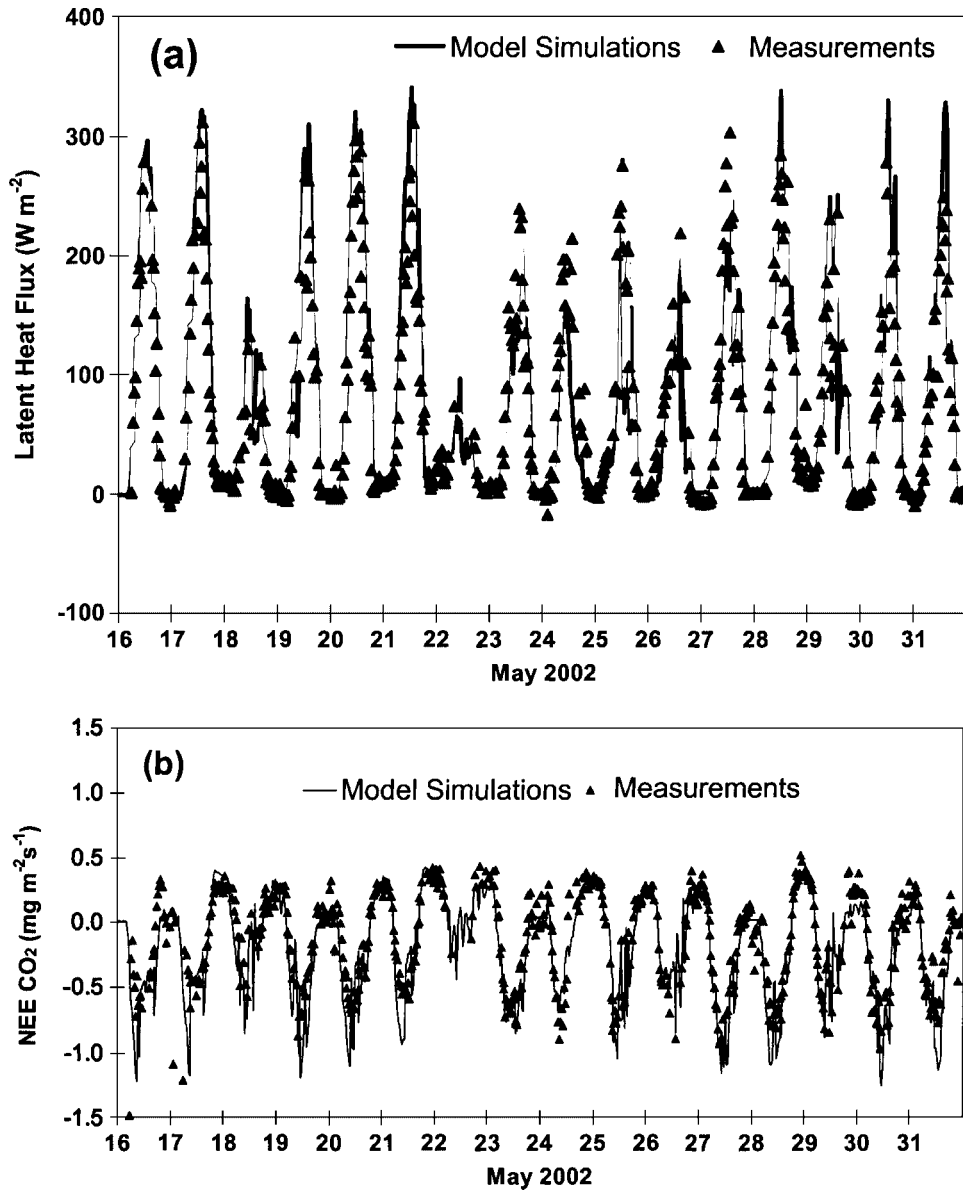 (a)
Model Simulations ▲ Measurements
Latent Heat Flux (W m⁻²)
400
300
200
100
0
-100
16 17 18 19 20 21 22 23 24 25 26 27 28 29 30 31
May 2002
(b)
Model Simulations ▲ Measurements
NEE CO₂ (mg m⁻²s⁻¹)
1.5
1.0
0.5
0.0
-0.5
-1.0
-1.5
16 17 18 19 20 21 22 23 24 25 26 27 28 29 30 31
May 2002